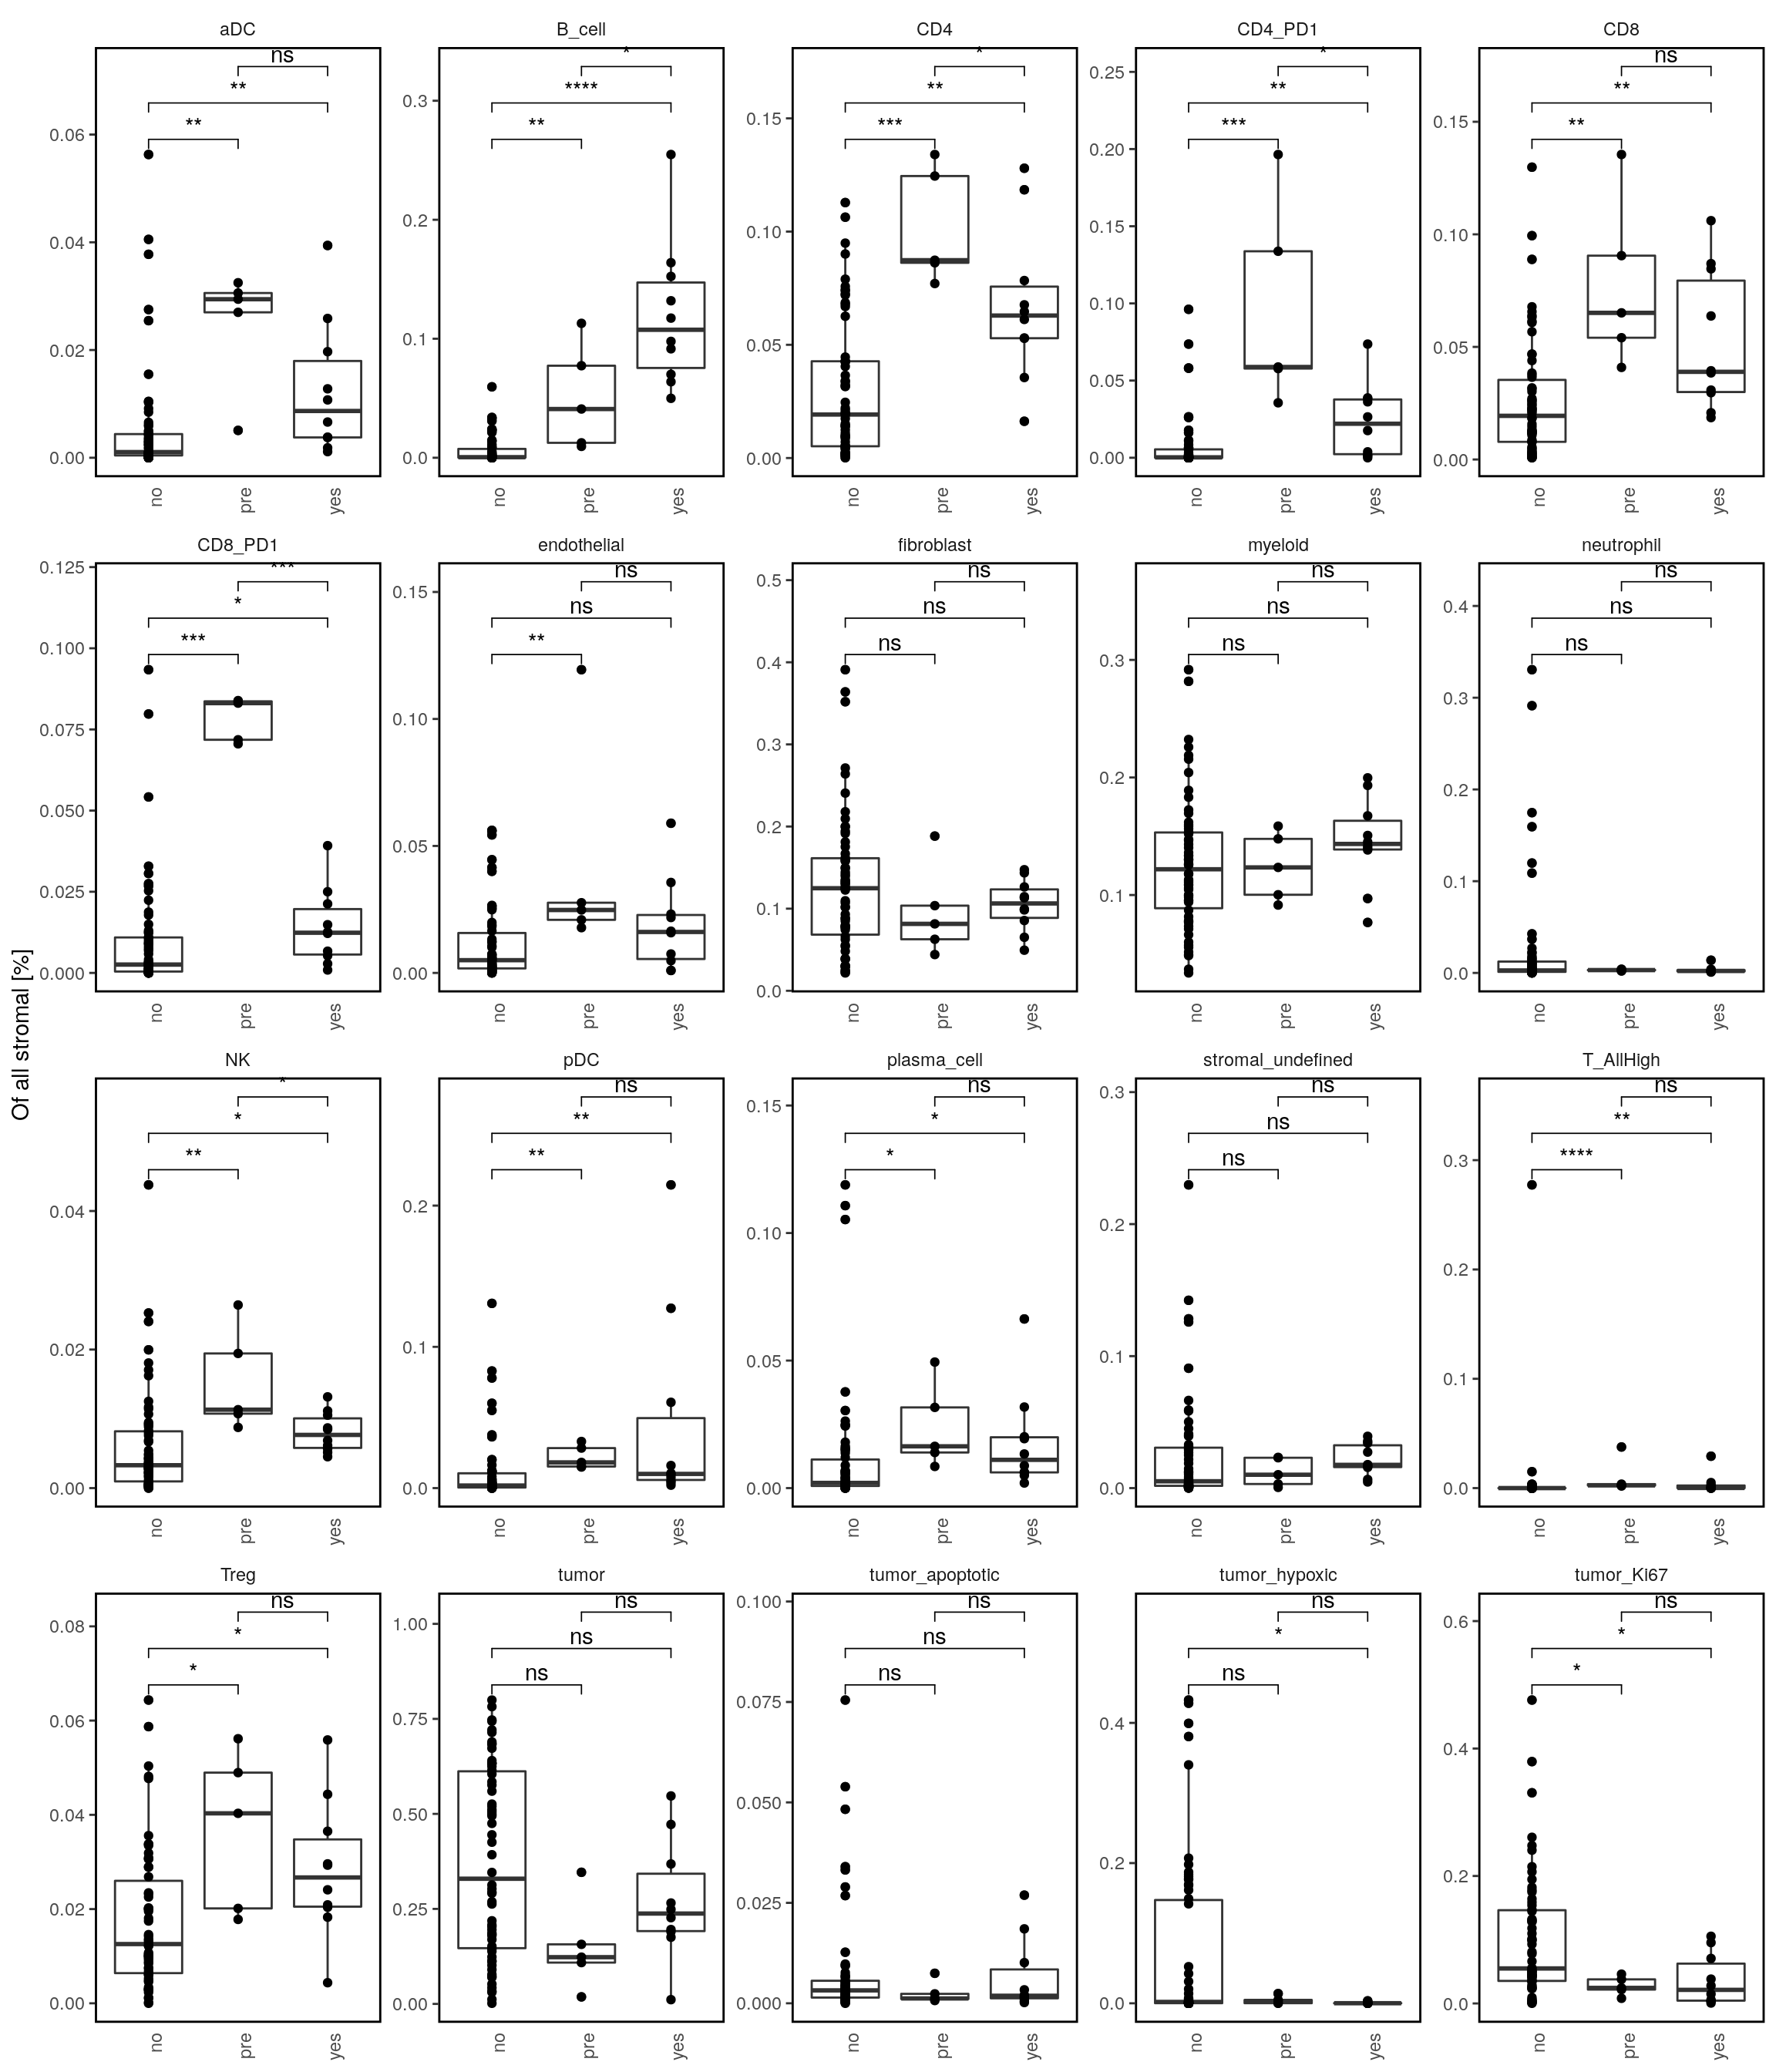 Of all stromal [%]
aDC B_cell CD4 CD4_PD1 CD8
ns * * * ns
** **** ** ** **
** ** *** *** **
0.06 0.04 0.02 0.00
0.3 0.2 0.1 0.0
0.15 0.10 0.05 0.00
0.25 0.20 0.15 0.10 0.05 0.00
0.15 0.10 0.05 0.00
no pre yes no pre yes no pre yes no pre yes no pre yes
CD8_PD1 endothelial fibroblast myeloid neutrophil
*** ns ns ns ns
* ns ns ns ns
*** ** ns ns ns
0.125 0.100 0.075 0.050 0.025 0.000
0.15 0.10 0.05 0.00
0.5 0.4 0.3 0.2 0.1 0.0
0.3 0.2 0.1
0.4 0.3 0.2 0.1 0.0
no pre yes no pre yes no pre yes no pre yes no pre yes
NK pDC plasma_cell stromal_undefined T_AllHigh
* ns ns ns ns
* ** * ns **
** ** * ns ****
0.04 0.02 0.00
0.2 0.1 0.0
0.15 0.10 0.05 0.00
0.3 0.2 0.1 0.0
0.3 0.2 0.1 0.0
no pre yes no pre yes no pre yes no pre yes no pre yes
Treg tumor tumor_apoptotic tumor_hypoxic tumor_Ki67
ns ns ns ns ns
* ns ns * *
* ns ns ns *
0.08 0.06 0.04 0.02 0.00
1.00 0.75 0.50 0.25 0.00
0.100 0.075 0.050 0.025 0.000
0.4 0.2 0.0
0.6 0.4 0.2 0.0
no pre yes no pre yes no pre yes no pre yes no pre yes